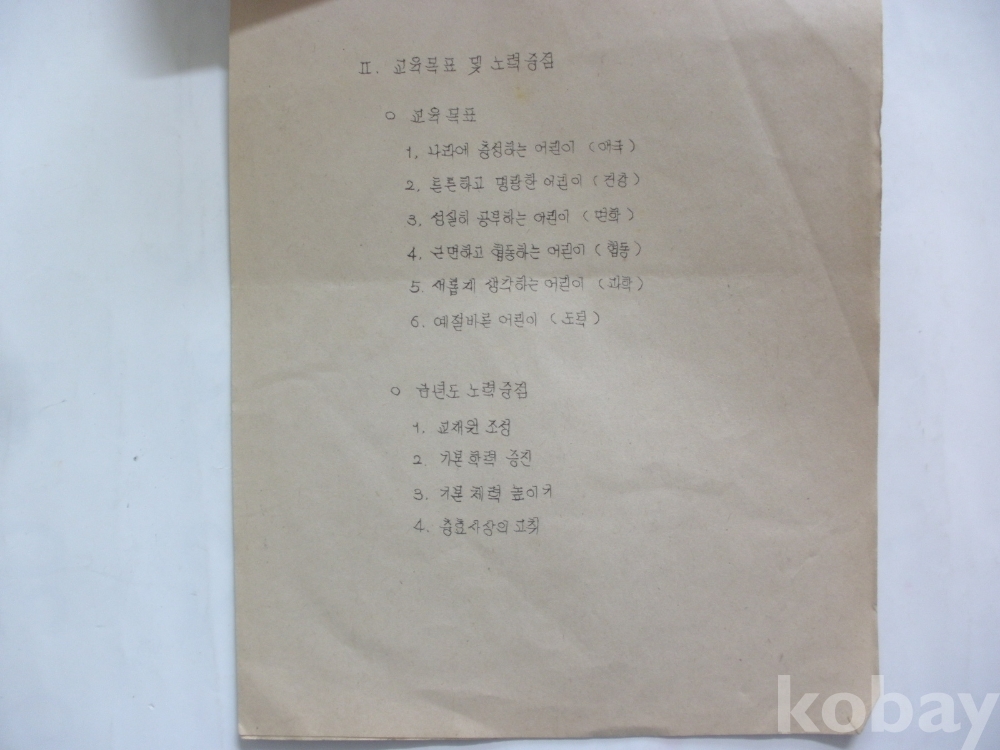 II. 교육목표 및 노력중점
○ 교육목표
1. 나라에 충성하는 어린이 (애국)
2. 튼튼하고 명랑한 어린이 (건강)
3. 성실히 공부하는 어린이 (면학)
4. 근면하고 협동하는 어린이 (협동)
5. 새롭게 생각하는 어린이 (과학)
6. 예절바른 어린이 (도덕)
○ 금년도 노력중점
1. 교재원 조성
2. 기본학력 증진
3. 기본체력 높이기
4. 충효사상의 고취
kobay